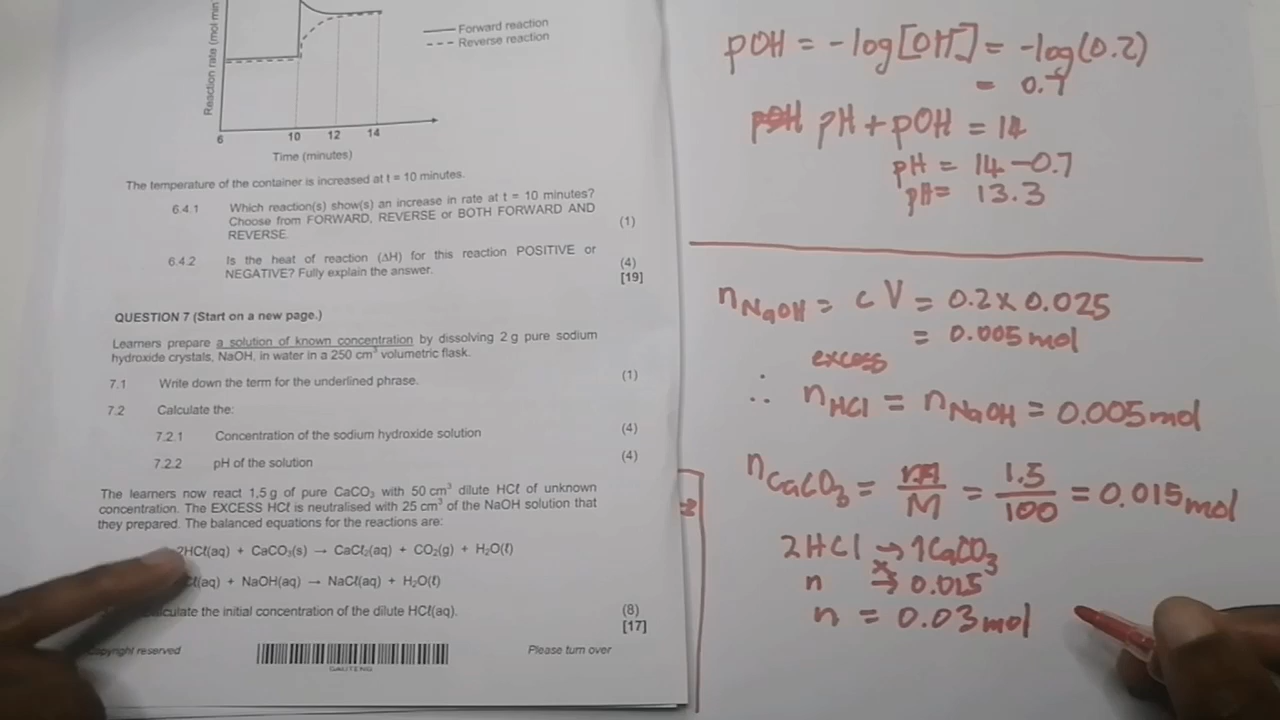 Reaction rate (mol min
Forward reaction
Reverse reaction
6 10 12 14
Time (minutes)
The temperature of the container is increased at t = 10 minutes.
6.4.1 Which reaction(s) show(s) an increase in rate at t = 10 minutes?
Choose from FORWARD, REVERSE or BOTH FORWARD AND
REVERSE. (1)
6.4.2 Is the heat of reaction (ΔH) for this reaction POSITIVE or
NEGATIVE? Fully explain the answer. (4)
[19]
QUESTION 7 (Start on a new page.)
Learners prepare a solution of known concentration by dissolving 2 g pure sodium
hydroxide crystals, NaOH, in water in a 250 cm³ volumetric flask.
7.1 Write down the term for the underlined phrase. (1)
7.2 Calculate the:
7.2.1 Concentration of the sodium hydroxide solution (4)
7.2.2 pH of the solution (4)
The learners now react 1,5 g of pure CaCO₃ with 50 cm³ dilute HCℓ of unknown
concentration. The EXCESS HCℓ is neutralised with 25 cm³ of the NaOH solution that
they prepared. The balanced equations for the reactions are:
2HCℓ(aq) + CaCO₃(s) → CaCℓ₂(aq) + CO₂(g) + H₂O(ℓ)
ℓ(aq) + NaOH(aq) → NaCℓ(aq) + H₂O(ℓ)
alculate the initial concentration of the dilute HCℓ(aq). (8)
[17]
opyright reserved
GAUTENG
Please turn over
pOH = -log[OH⁻] = -log(0.2)
= 0.7
pH + pOH = 14
pH = 14-0.7
pH = 13.3
nNaOH = cV = 0.2 x 0.025
= 0.005mol
excess
∴ nHCl = nNaOH = 0.005mol
nCaCO₃ = m/M = 1.5/100 = 0.015mol
2HCl → 1CaCO₃
n → 0.015
n = 0.03mol